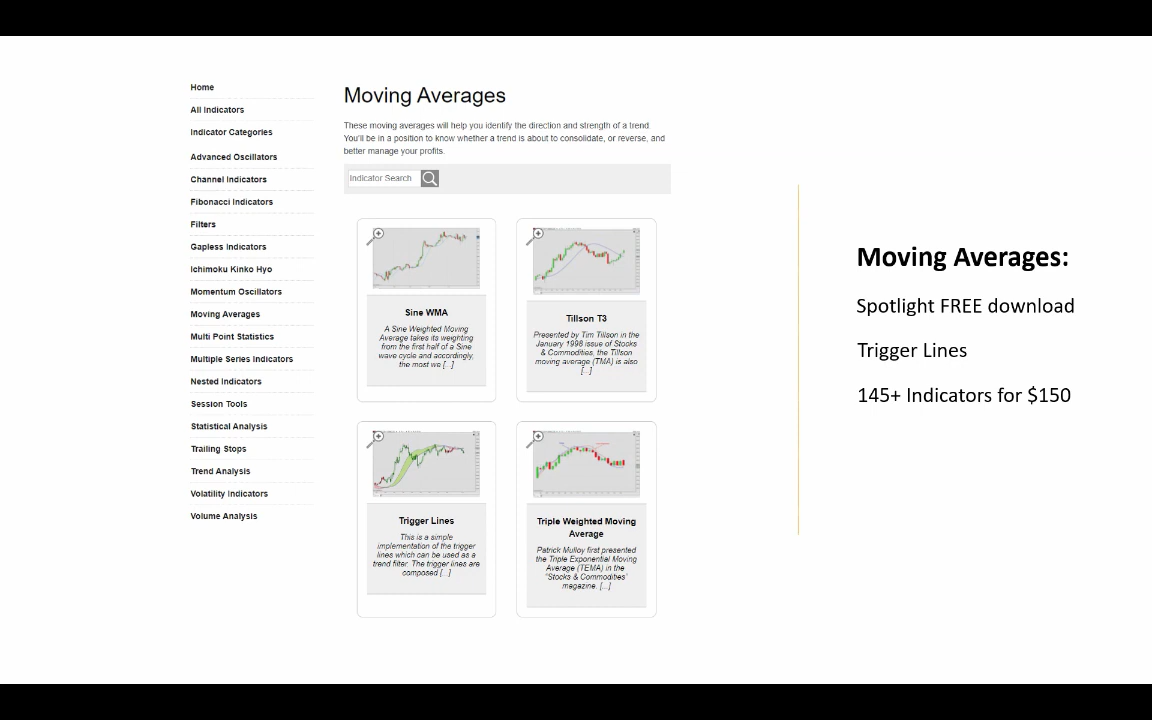 Home
All Indicators
Indicator Categories
Advanced Oscillators
Channel Indicators
Fibonacci Indicators
Filters
Gapless Indicators
Ichimoku Kinko Hyo
Momentum Oscillators
Moving Averages
Multi Point Statistics
Multiple Series Indicators
Nested Indicators
Session Tools
Statistical Analysis
Trailing Stops
Trend Analysis
Volatility Indicators
Volume Analysis
Moving Averages
These moving averages will help you identify the direction and strength of a trend.
You'll be in a position to know whether a trend is about to consolidate, or reverse, and
better manage your profits.
Indicator Search
Sine WMA
A Sine Weighted Moving
Average takes its weighting
from the first half of a Sine
wave cycle and accordingly,
the most we [...]
Tillson T3
Presented by Tim Tillson in the
January 1998 issue of Stocks
& Commodities, the Tillson
moving average (TMA) is also
[...]
Trigger Lines
This is a simple
implementation of the trigger
lines which can be used as a
trend filter. The trigger lines are
composed [...]
Triple Weighted Moving
Average
Patrick Mulloy first presented
the Triple Exponential Moving
Average (TEMA) in the
"Stocks & Commodities"
magazine. [...]
Moving Averages:
Spotlight FREE download
Trigger Lines
145+ Indicators for $150